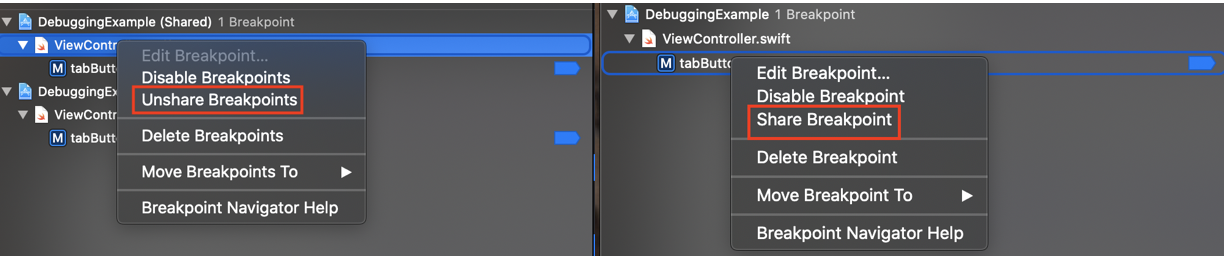 DebuggingExample (Shared) 1 Breakpoint
ViewContr
M tabButt
DebuggingEx
ViewContr
M tabButt
Edit Breakpoint...
Disable Breakpoints
Unshare Breakpoints
Delete Breakpoints
Move Breakpoints To
Breakpoint Navigator Help
DebuggingExample 1 Breakpoint
ViewController.swift
M tabButt
Edit Breakpoint...
Disable Breakpoint
Share Breakpoint
Delete Breakpoint
Move Breakpoint To
Breakpoint Navigator Help